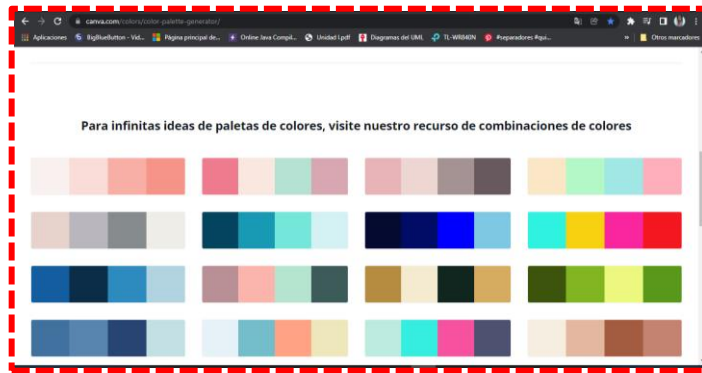 canva.com/colors/color-palette-generator/
Aplicaciones BigBlueButton - Vid... Página principal de... Online Java Compil... Unidad I.pdf Diagramas del UML TL-WR840N #separadores #qui... » Otros marcadores
Para infinitas ideas de paletas de colores, visite nuestro recurso de combinaciones de colores